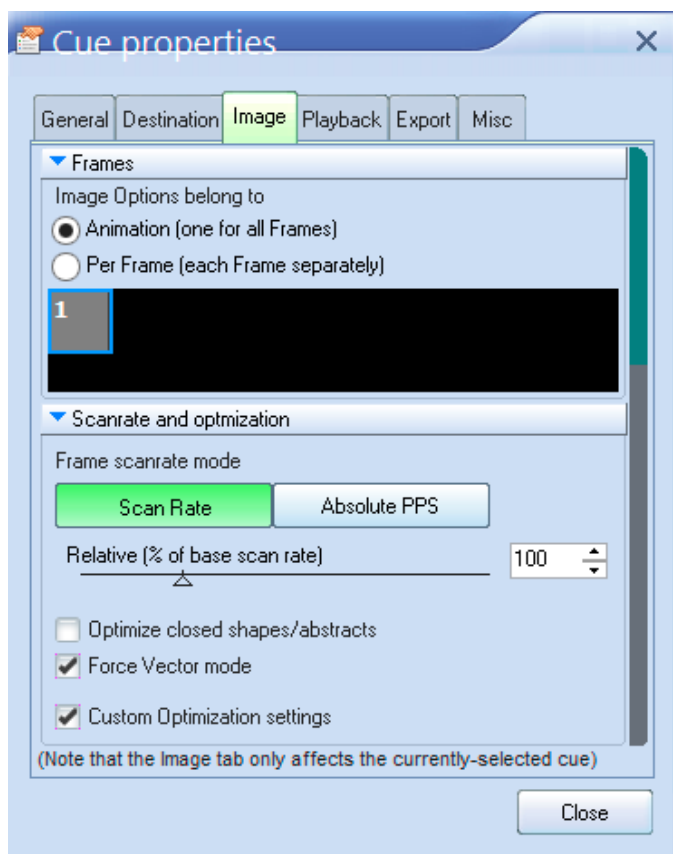 Cue properties
General Destination Image Playback Export Misc
Frames
Image Options belong to
Animation (one for all Frames)
Per Frame (each Frame separately)
1
Scanrate and optmization
Frame scanrate mode
Scan Rate Absolute PPS
Relative (% of base scan rate) 100
Optimize closed shapes/abstracts
Force Vector mode
Custom Optimization settings
(Note that the Image tab only affects the currently-selected cue)
Close